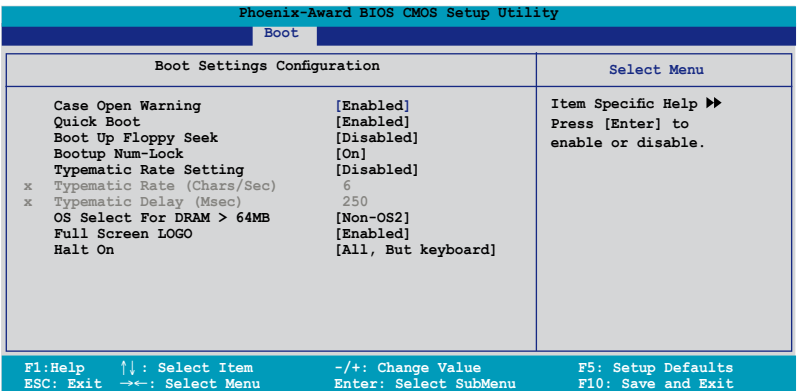 Phoenix-Award BIOS CMOS Setup Utility
Boot
Boot Settings Configuration
Select Menu
Case Open Warning [Enabled]
Quick Boot [Enabled]
Boot Up Floppy Seek [Disabled]
Bootup Num-Lock [On]
Typematic Rate Setting [Disabled]
x Typematic Rate (Chars/Sec) 6
x Typematic Delay (Msec) 250
OS Select For DRAM > 64MB [Non-OS2]
Full Screen LOGO [Enabled]
Halt On [All, But keyboard]
Item Specific Help ▶▶
Press [Enter] to
enable or disable.
F1:Help ↑↓: Select Item -/+: Change Value F5: Setup Defaults
ESC: Exit →←: Select Menu Enter: Select SubMenu F10: Save and Exit